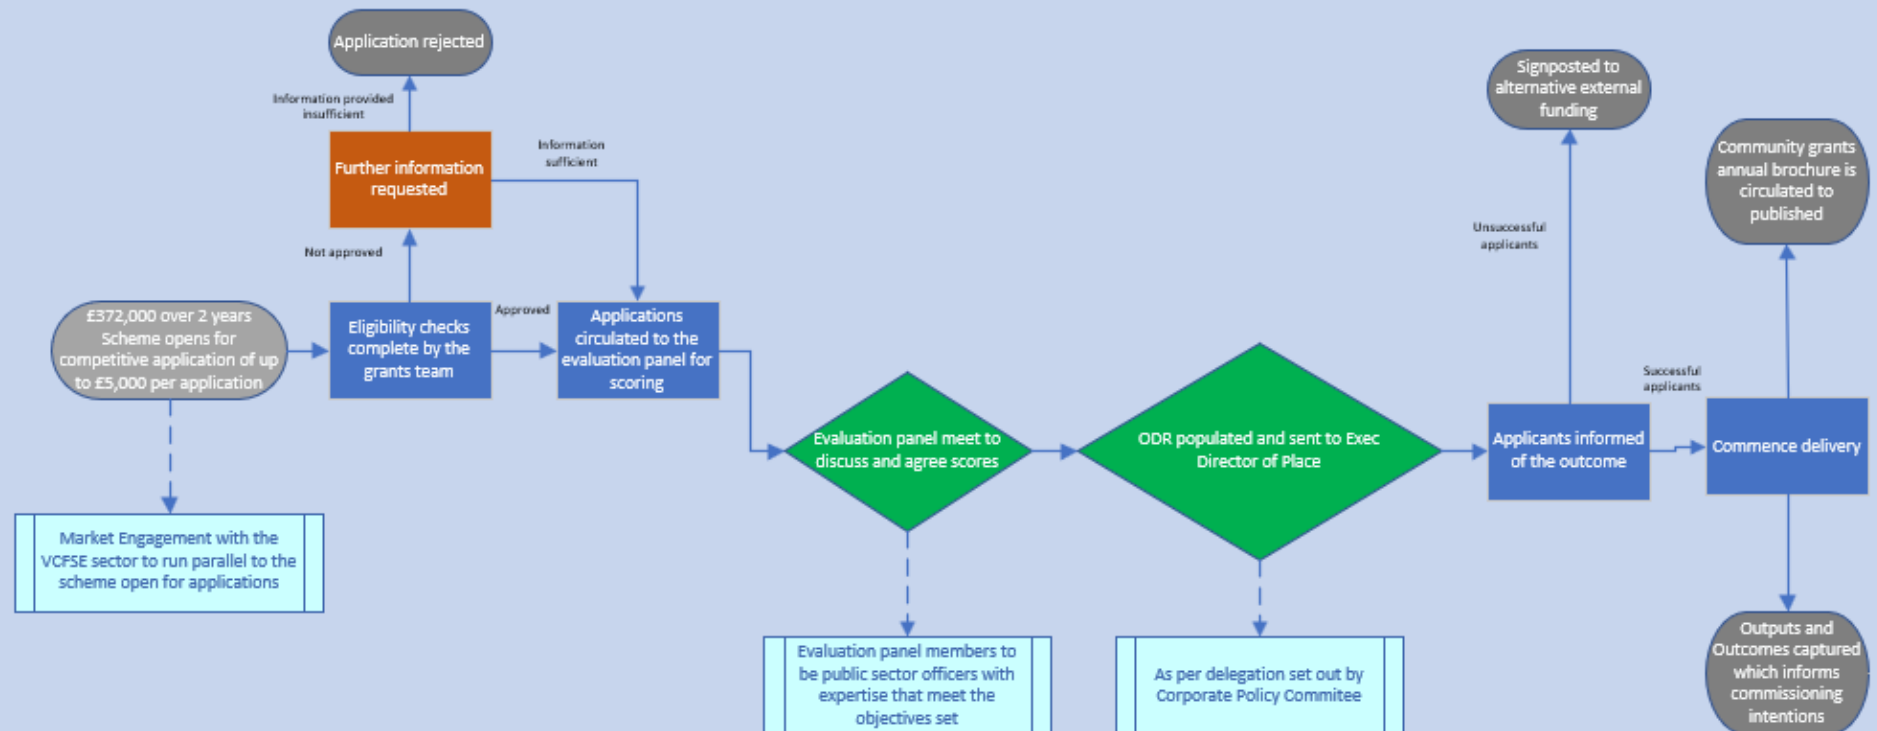 Application rejected
Information provided
insufficient
Further information
requested
Information
sufficient
Not approved
£372,000 over 2 years
Scheme opens for
competitive application of up
to £5,000 per application
Eligibility checks
complete by the
grants team
Approved
Applications
circulated to the
evaluation panel for
scoring
Market Engagement with the
VCFSE sector to run parallel to the
scheme open for applications
Evaluation panel meet to
discuss and agree scores
Evaluation panel members to
be public sector officers with
expertise that meet the
objectives set
ODR populated and sent to Exec
Director of Place
As per delegation set out by
Corporate Policy Commitee
Applicants informed
of the outcome
Unsuccessful
applicants
Signposted to
alternative external
funding
Successful
applicants
Commence delivery
Community grants
annual brochure is
circulated to
published
Outputs and
Outcomes captured
which informs
commissioning
intentions